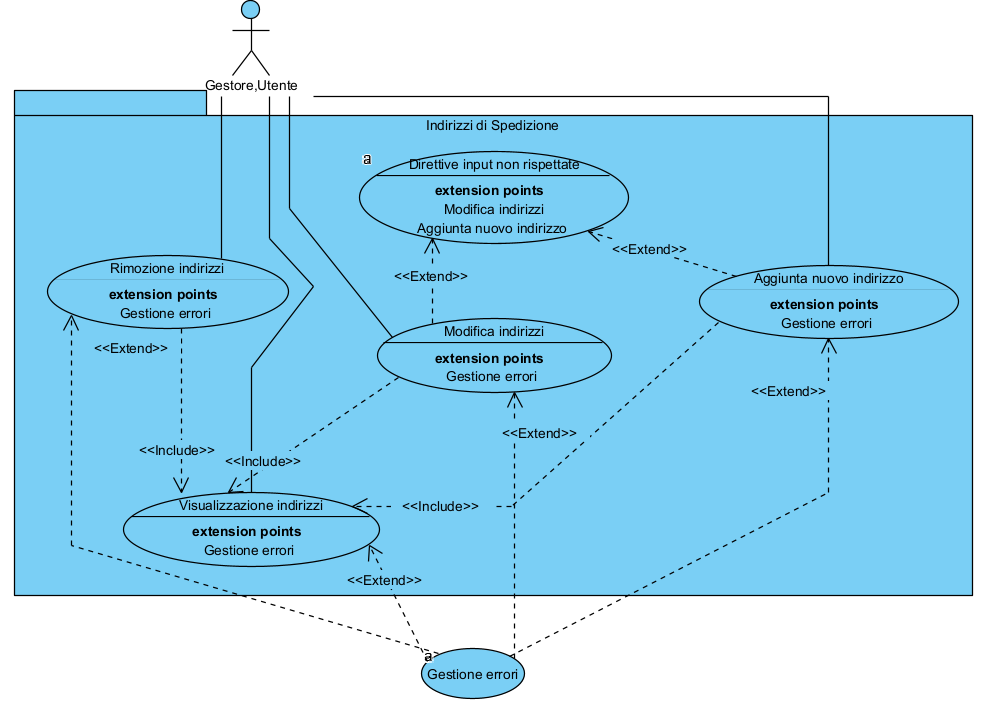 Gestore,Utente
Indirizzi di Spedizione
a
Direttive input non rispettate
extension points
Modifica indirizzi
Aggiunta nuovo indirizzo
<<Extend>>
<<Extend>>
Rimozione indirizzi
extension points
Gestione errori
Aggiunta nuovo indirizzo
extension points
Gestione errori
Modifica indirizzi
extension points
Gestione errori
<<Extend>>
<<Extend>>
<<Extend>>
<<Include>>
<<Include>>
<<Include>>
Visualizzazione indirizzi
extension points
Gestione errori
<<Extend>>
a
Gestione errori